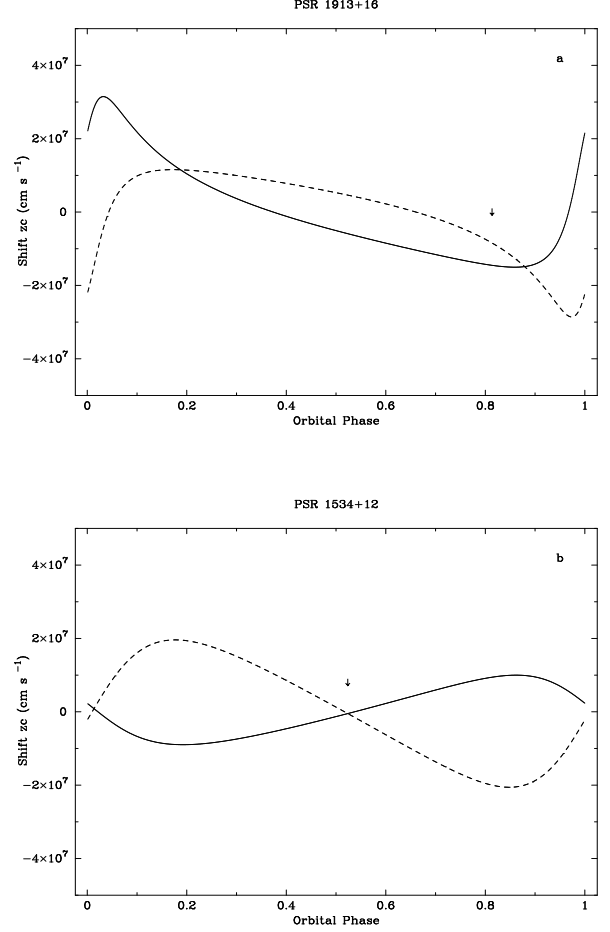 PSR 1913+16
a
4×10⁷
2×10⁷
0
−2×10⁷
−4×10⁷
Shift zc (cm s ⁻¹)
0 0.2 0.4 0.6 0.8 1
Orbital Phase
PSR 1534+12
b
4×10⁷
2×10⁷
0
−2×10⁷
−4×10⁷
Shift zc (cm s ⁻¹)
0 0.2 0.4 0.6 0.8 1
Orbital Phase